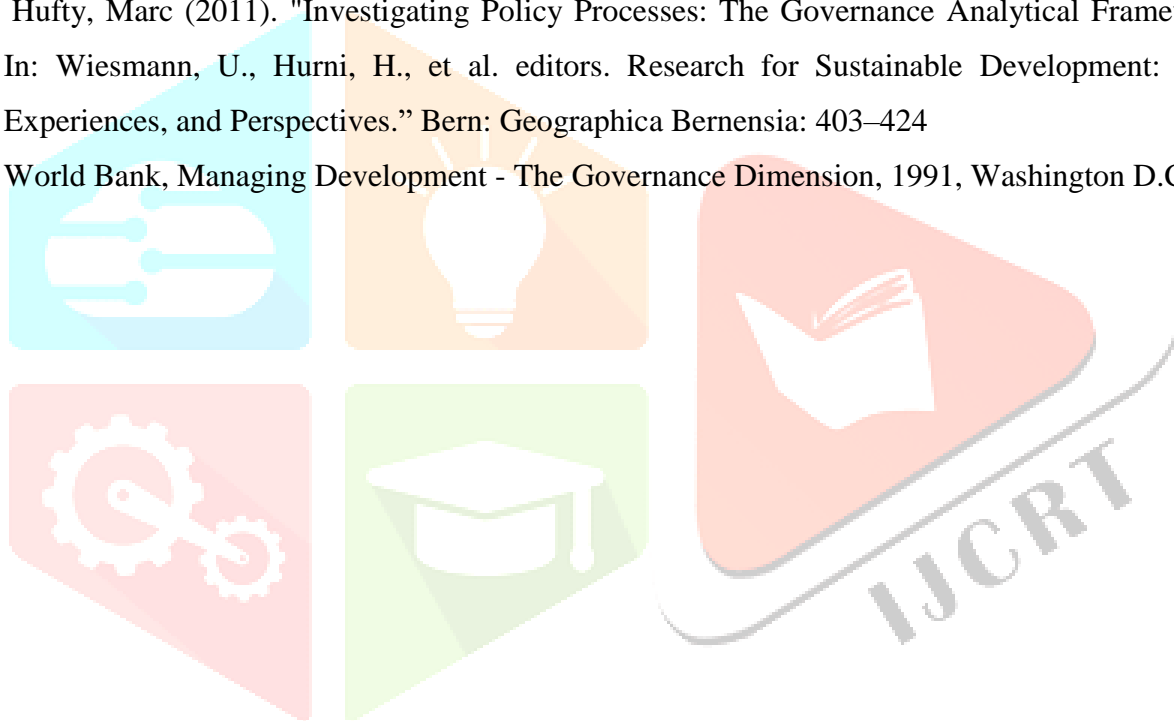 Hufty, Marc (2011). "Investigating Policy Processes: The Governance Analytical Frame
In: Wiesmann, U., Hurni, H., et al. editors. Research for Sustainable Development:
Experiences, and Perspectives.” Bern: Geographica Bernensia: 403–424
World Bank, Managing Development - The Governance Dimension, 1991, Washington D.C
IJCRT